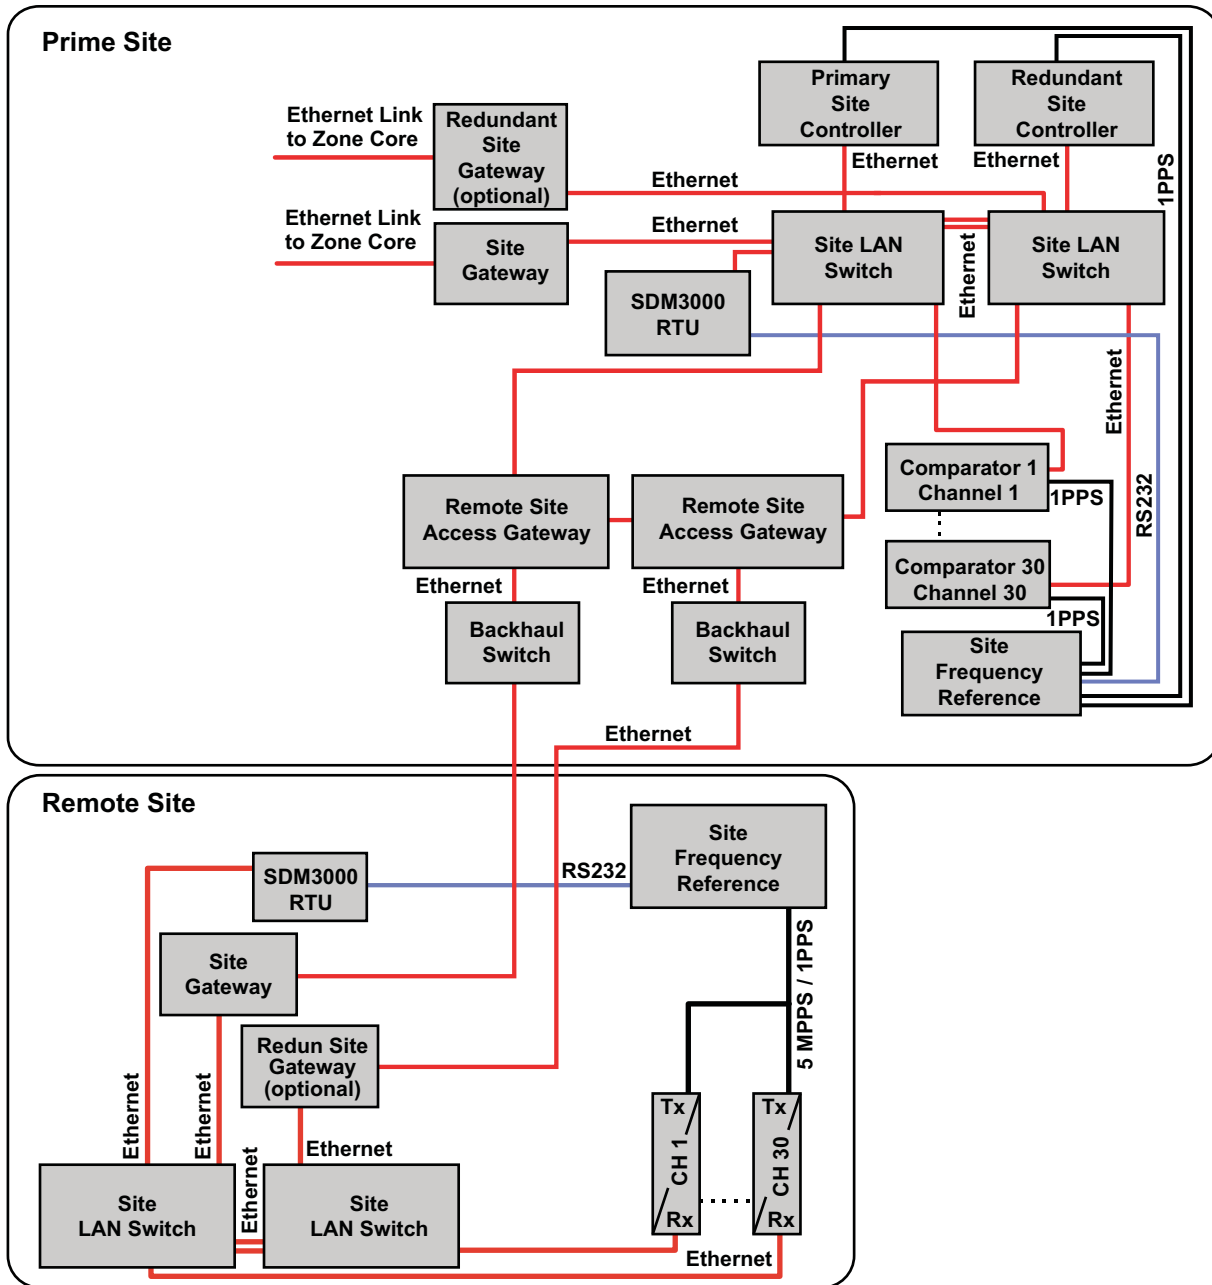 Prime Site
Primary
Site
Controller
Redundant
Site
Controller
Ethernet Link
to Zone Core
Redundant
Site
Gateway
(optional)
Ethernet
Ethernet
Ethernet
1PPS
Ethernet Link
to Zone Core
Site
Gateway
Ethernet
Site LAN
Switch
Ethernet
Site LAN
Switch
SDM3000
RTU
Ethernet
Comparator 1
Channel 1
1PPS
RS232
Remote Site
Access Gateway
Remote Site
Access Gateway
Comparator 30
Channel 30
1PPS
Ethernet
Ethernet
Backhaul
Switch
Backhaul
Switch
Site
Frequency
Reference
Ethernet
Remote Site
Site
Frequency
Reference
SDM3000
RTU
RS232
5 MPPS / 1PPS
Site
Gateway
Redun Site
Gateway
(optional)
Ethernet
Ethernet
Ethernet
Ethernet
Tx
CH 1
Rx
Tx
CH 30
Rx
Site
LAN Switch
Site
LAN Switch
Ethernet